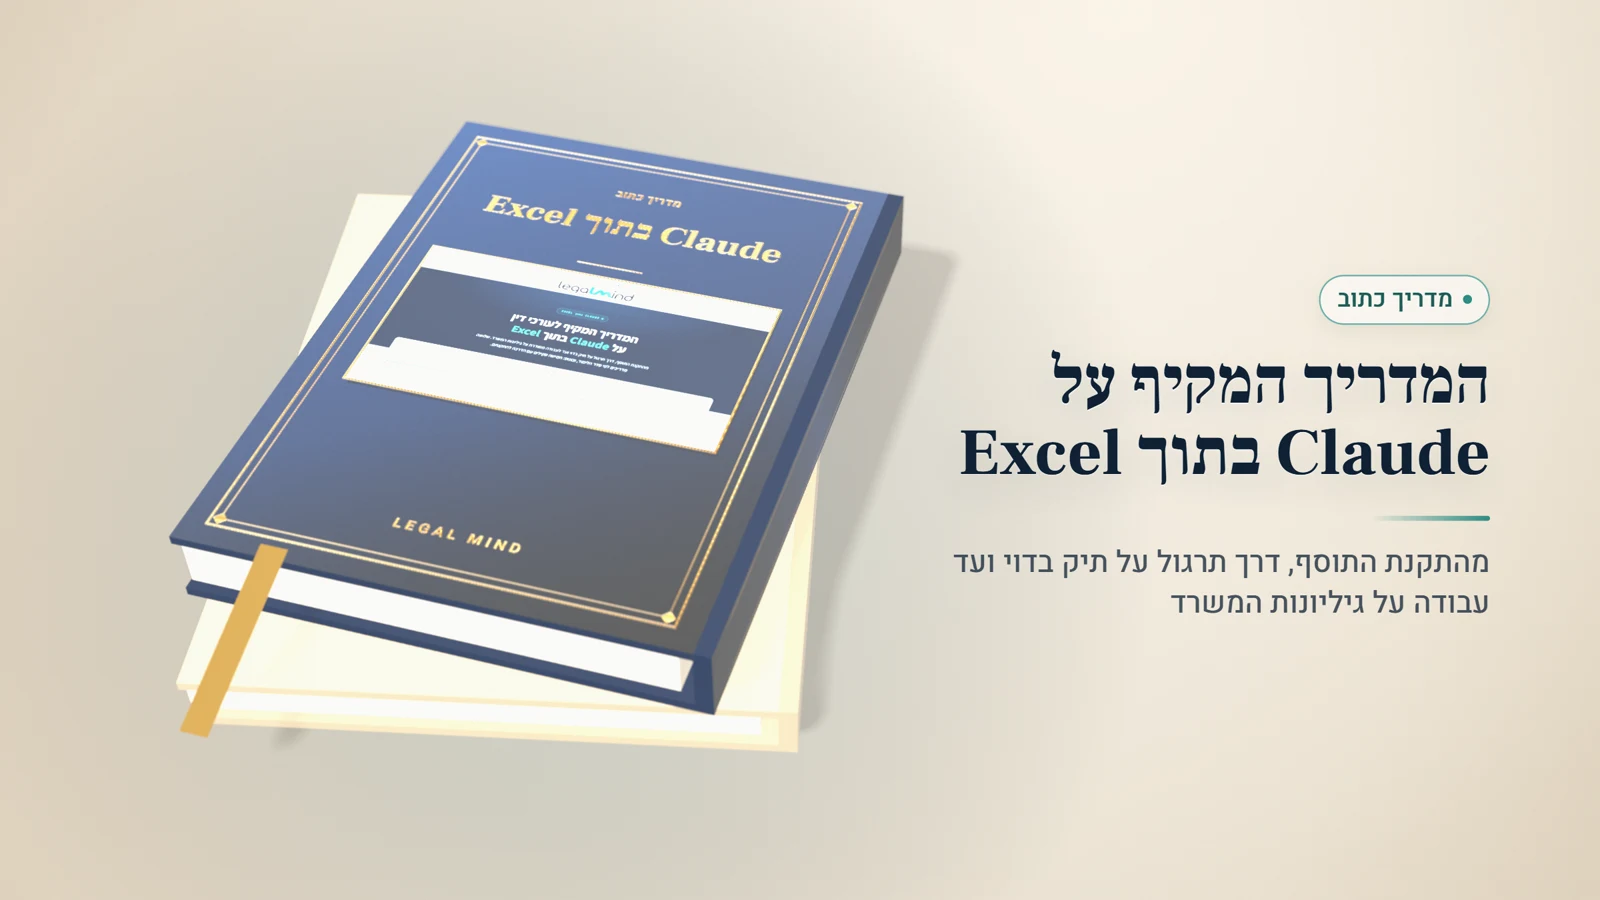 מדריך כתוב
המדריך המקיף על
Claude בתוך Excel
מהתקנת התוסף, דרך תרגול על תיק בדוי ועד
עבודה על גיליונות המשרד
מדריך כתוב
Claude בתוך Excel
legalmind
המדריך המקיף לעורכי דין
על Claude בתוך Excel
LEGAL MIND